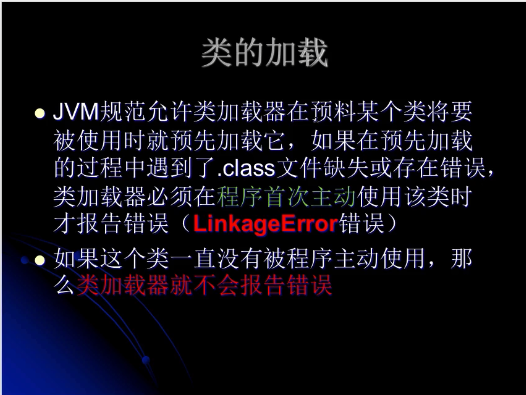 类的加载
JVM规范允许类加载器在预料某个类将要
被使用时就预先加载它，如果在预先加载
的过程中遇到了.class文件缺失或存在错误，
类加载器必须在程序首次主动使用该类时
才报告错误（LinkageError错误）
如果这个类一直没有被程序主动使用，那
么类加载器就不会报告错误